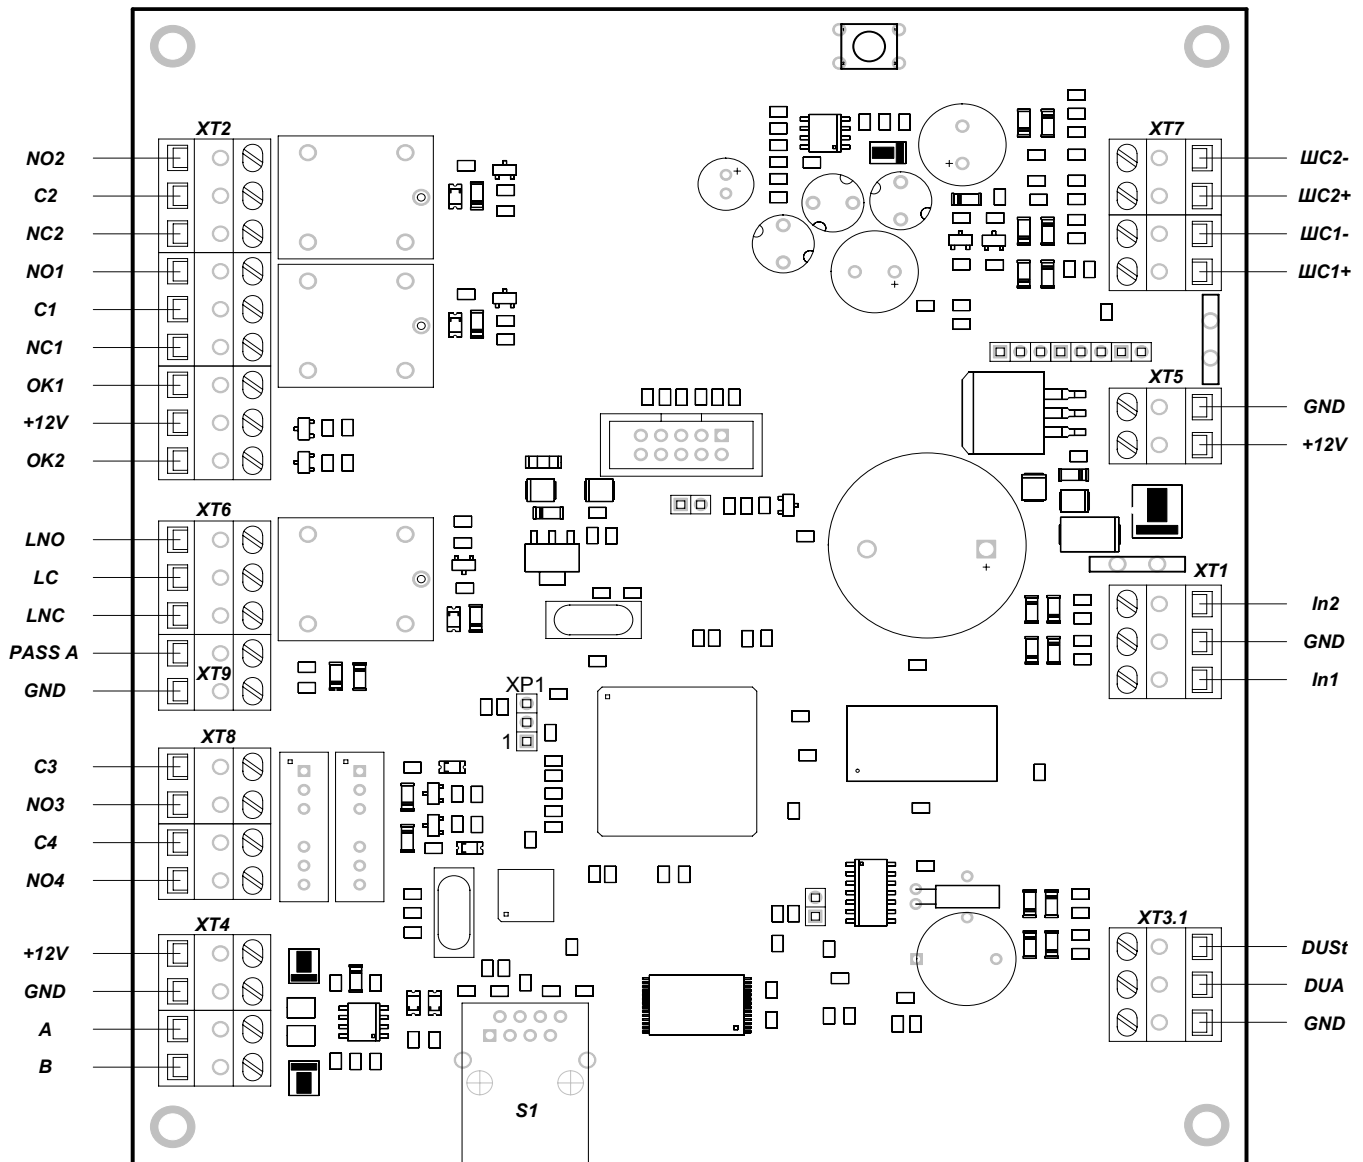 XT2
NO2
C2
NC2
NO1
C1
NC1
OK1
+12V
OK2
XT6
LNO
LC
LNC
PASS A
XT9
GND
XT8
C3
NO3
C4
NO4
XT4
+12V
GND
A
B
XP1
1
S1
XT7
ШС2-
ШС2+
ШС1-
ШС1+
XT5
GND
+12V
XT1
In2
GND
In1
XT3.1
DUSt
DUA
GND
+
+
+
+